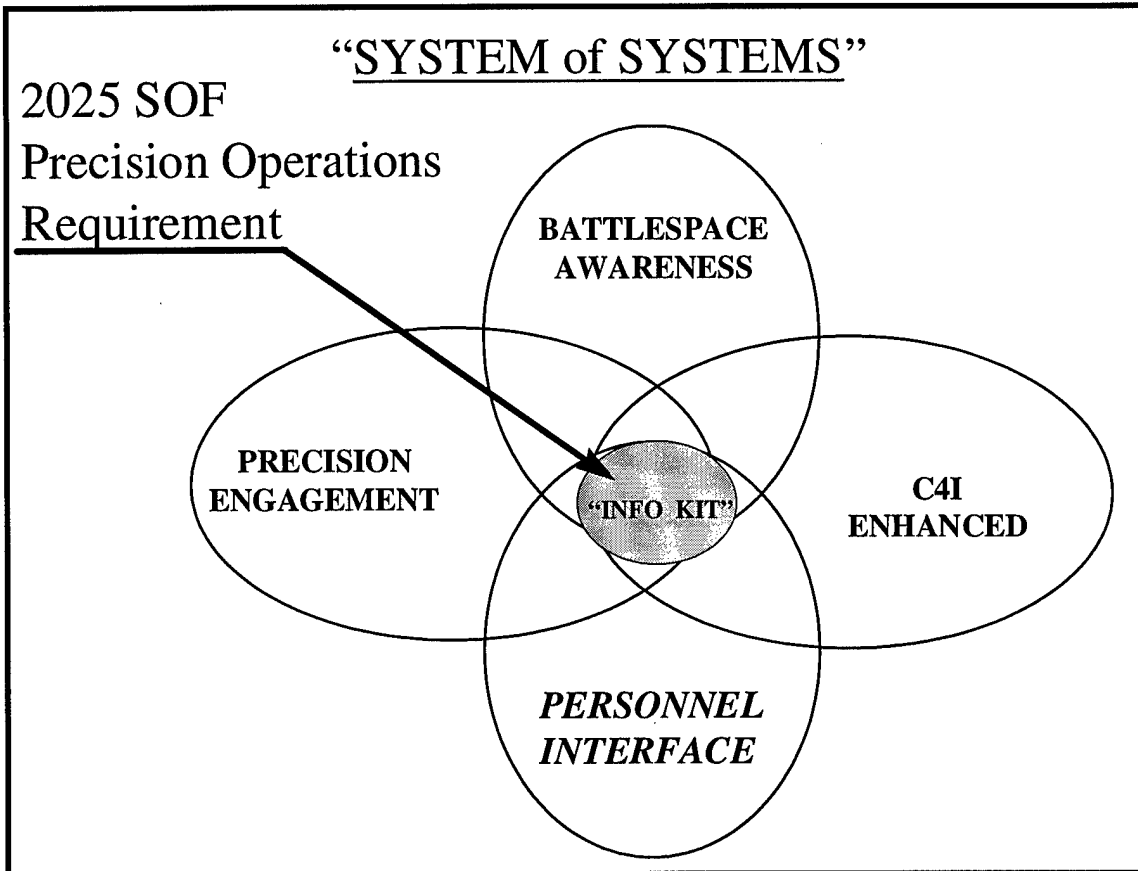 “SYSTEM of SYSTEMS”
2025 SOF
Precision Operations
Requirement
BATTLESPACE
AWARENESS
PRECISION
ENGAGEMENT
“INFO KIT”
C4I
ENHANCED
PERSONNEL
INTERFACE